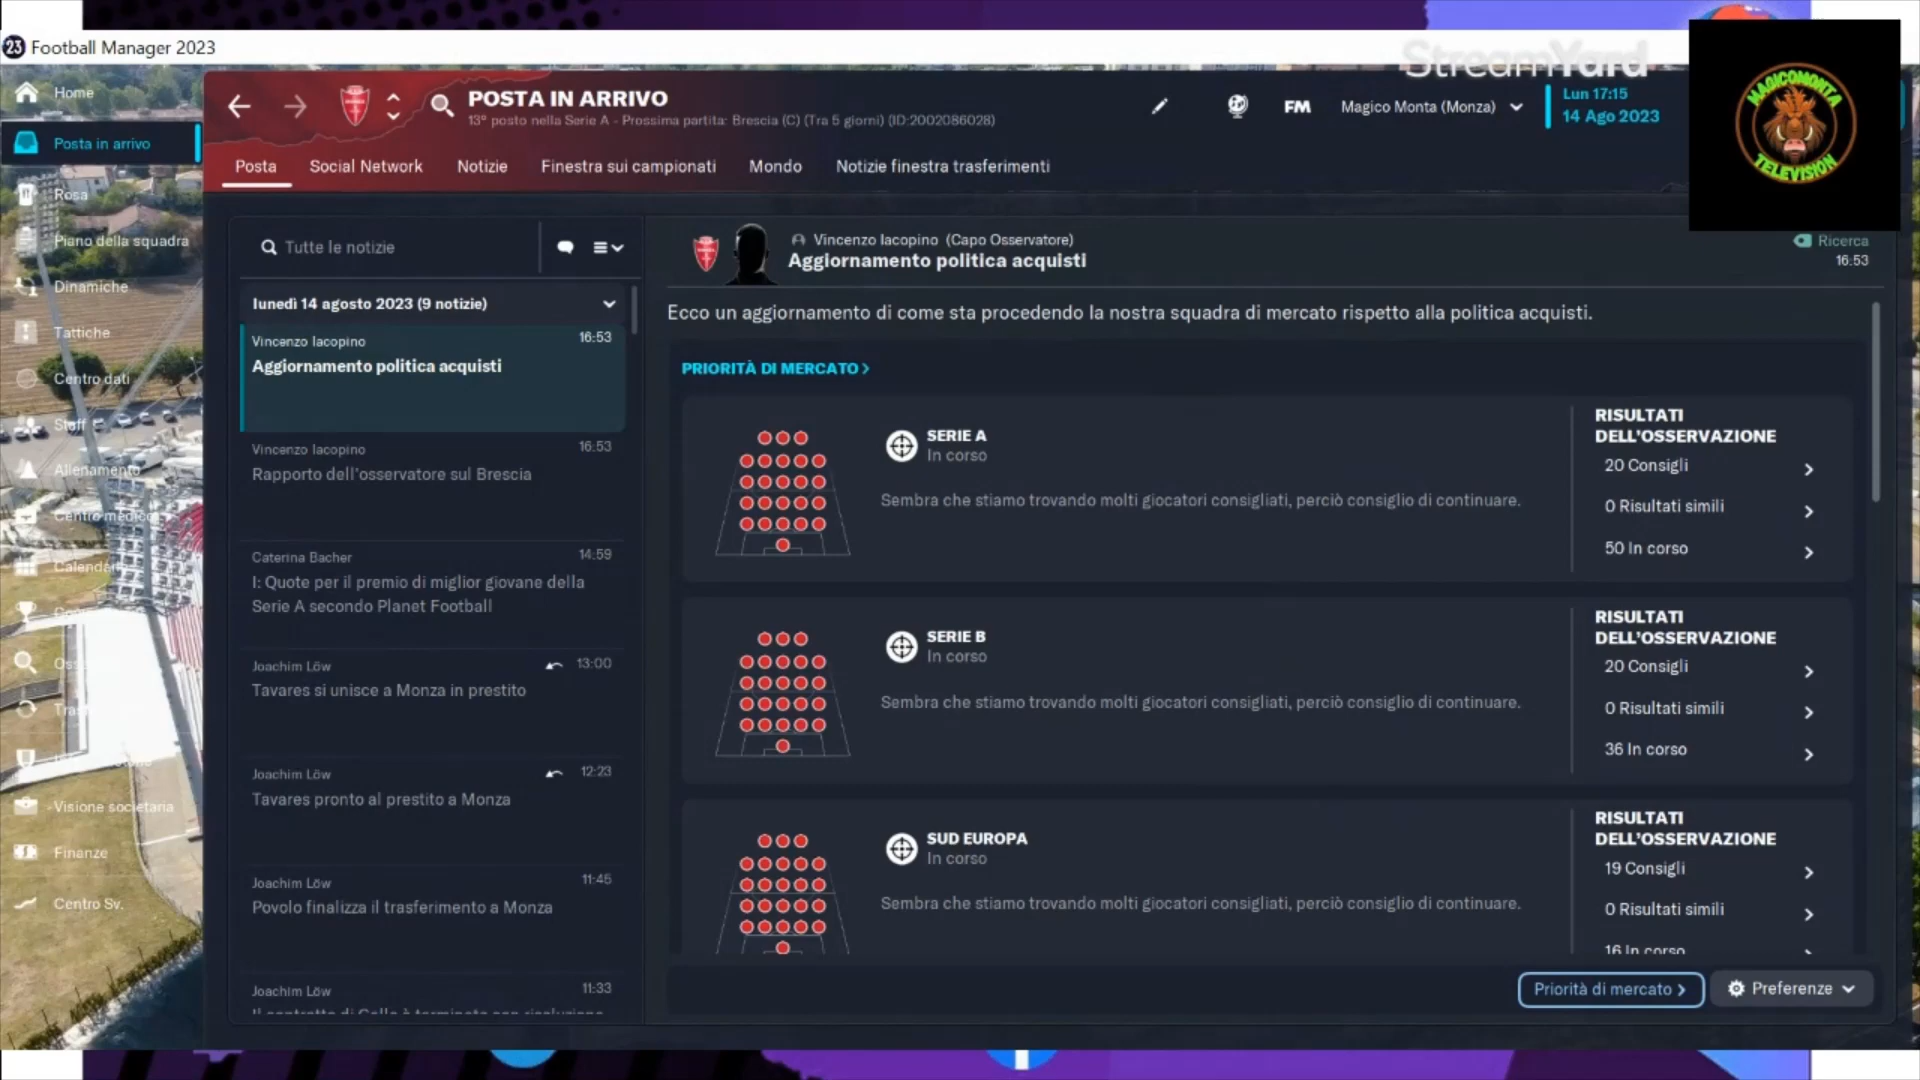 StreamYard
23 Football Manager 2023
MAGICOMONTA
TELEVISION
Home
Posta in arrivo
Rosa
Piano della squadra
Dinamiche
Tattiche
Centro dati
Staff
Allenamento
Centro medico
Visione societaria
Finanze
Centro Sv.
POSTA IN ARRIVO
13° posto nella Serie A - Prossima partita: Brescia (C) (Tra 5 giorni) (ID:2002086028)
FM
Magico Monta (Monza)
Lun 17:15
14 Ago 2023
Posta
Social Network
Notizie
Finestra sui campionati
Mondo
Notizie finestra trasferimenti
Tutte le notizie
lunedì 14 agosto 2023 (9 notizie)
Vincenzo Iacopino 16:53
Aggiornamento politica acquisti
Vincenzo Iacopino 16:53
Rapporto dell'osservatore sul Brescia
Caterina Bacher 14:59
I: Quote per il premio di miglior giovane della
Serie A secondo Planet Football
Joachim Löw 13:00
Tavares si unisce a Monza in prestito
Joachim Löw 12:23
Tavares pronto al prestito a Monza
Joachim Löw 11:45
Povolo finalizza il trasferimento a Monza
Joachim Löw 11:33
Vincenzo Iacopino (Capo Osservatore)
Aggiornamento politica acquisti
Ricerca
16:53
Ecco un aggiornamento di come sta procedendo la nostra squadra di mercato rispetto alla politica acquisti.
PRIORITÀ DI MERCATO >
SERIE A
In corso
Sembra che stiamo trovando molti giocatori consigliati, perciò consiglio di continuare.
RISULTATI
DELL'OSSERVAZIONE
20 Consigli
0 Risultati simili
50 In corso
SERIE B
In corso
Sembra che stiamo trovando molti giocatori consigliati, perciò consiglio di continuare.
RISULTATI
DELL'OSSERVAZIONE
20 Consigli
0 Risultati simili
36 In corso
SUD EUROPA
In corso
Sembra che stiamo trovando molti giocatori consigliati, perciò consiglio di continuare.
RISULTATI
DELL'OSSERVAZIONE
19 Consigli
0 Risultati simili
16 In corso
Priorità di mercato >
Preferenze